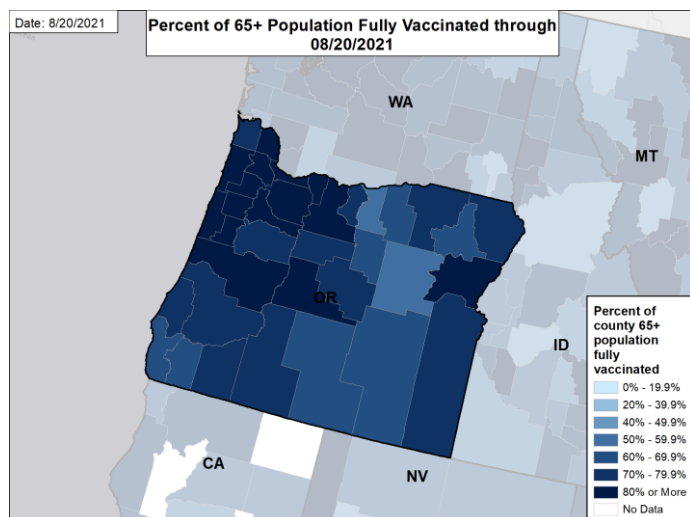 Date: 8/20/2021
Percent of 65+ Population Fully Vaccinated through
08/20/2021
WA
MT
OR
ID
CA
NV
Percent of
county 65+
population
fully
vaccinated
0% - 19.9%
20% - 39.9%
40% - 49.9%
50% - 59.9%
60% - 69.9%
70% - 79.9%
80% or More
No Data